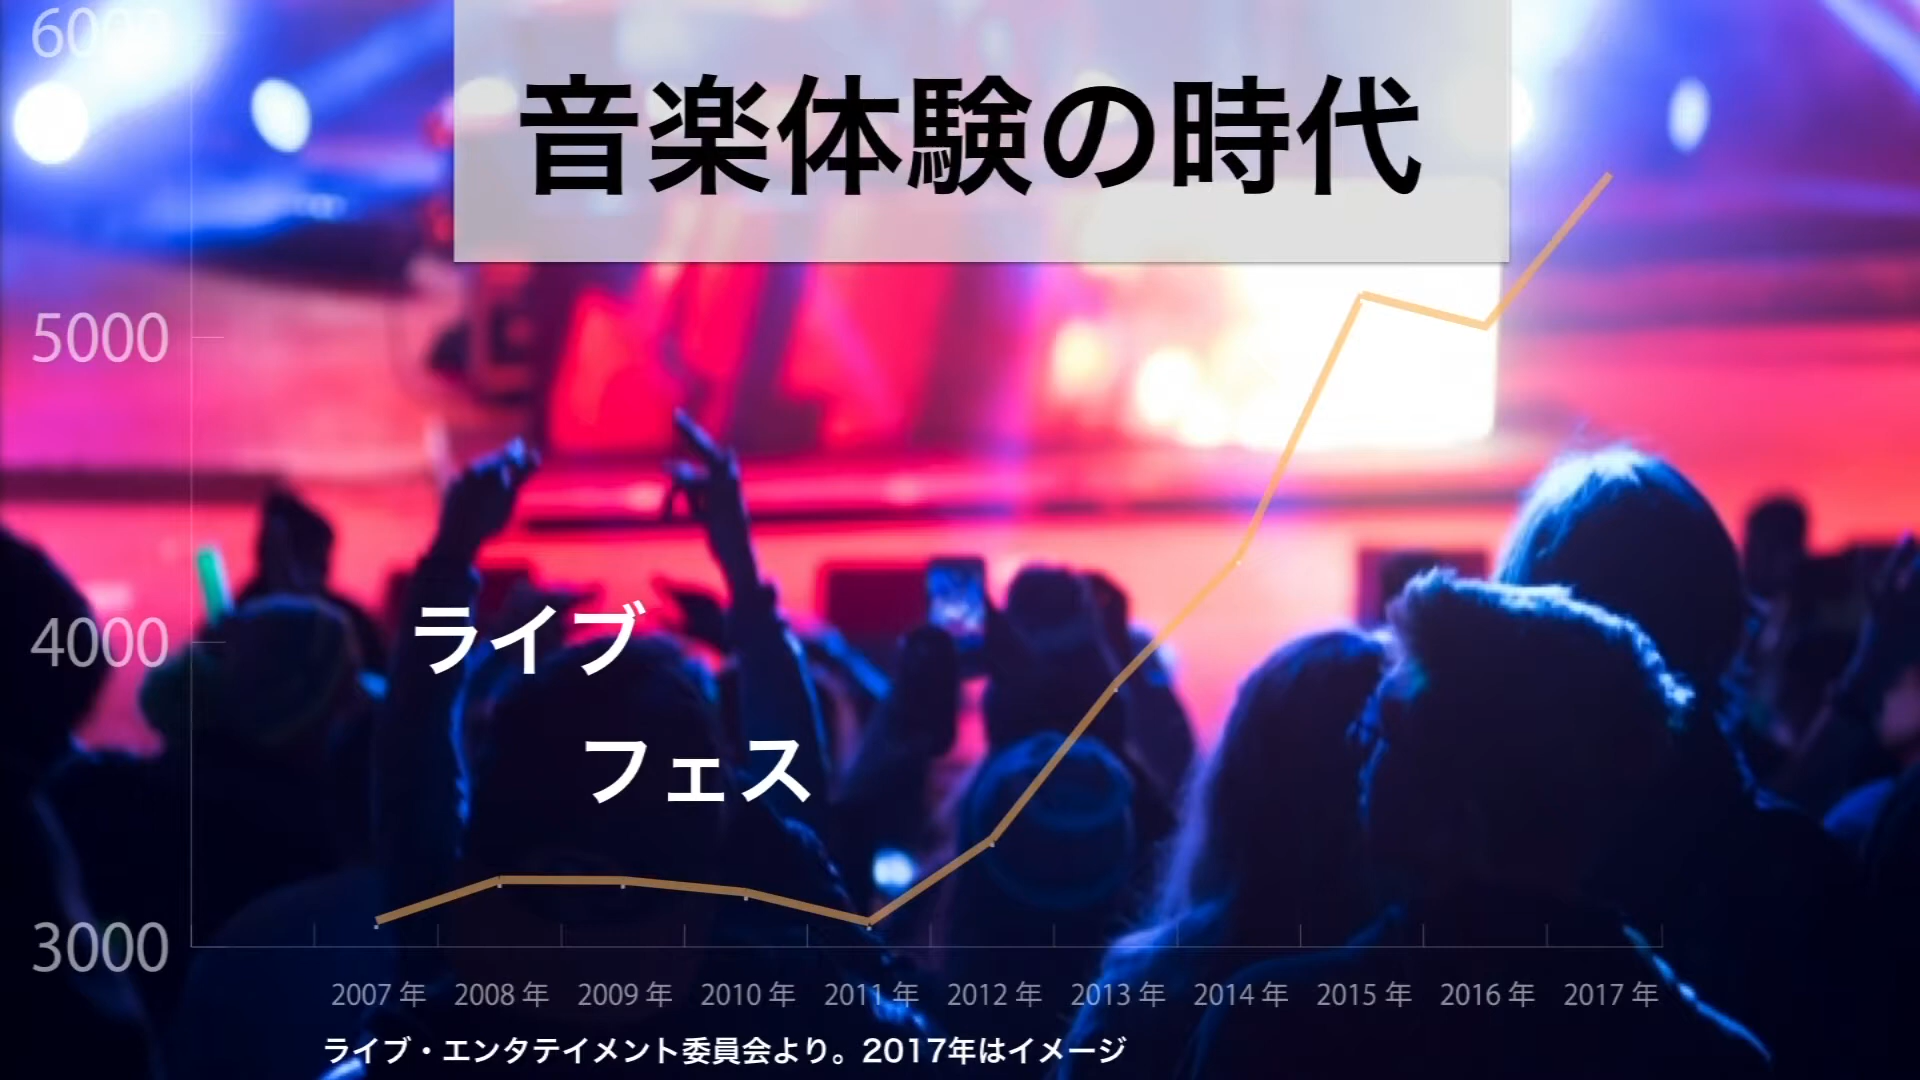 音楽体験の時代
6000
5000
4000
3000
ライブ
フェス
2007年 2008年 2009年 2010年 2011年 2012年 2013年 2014年 2015年 2016年 2017年
ライブ・エンタテイメント委員会より。2017年はイメージ